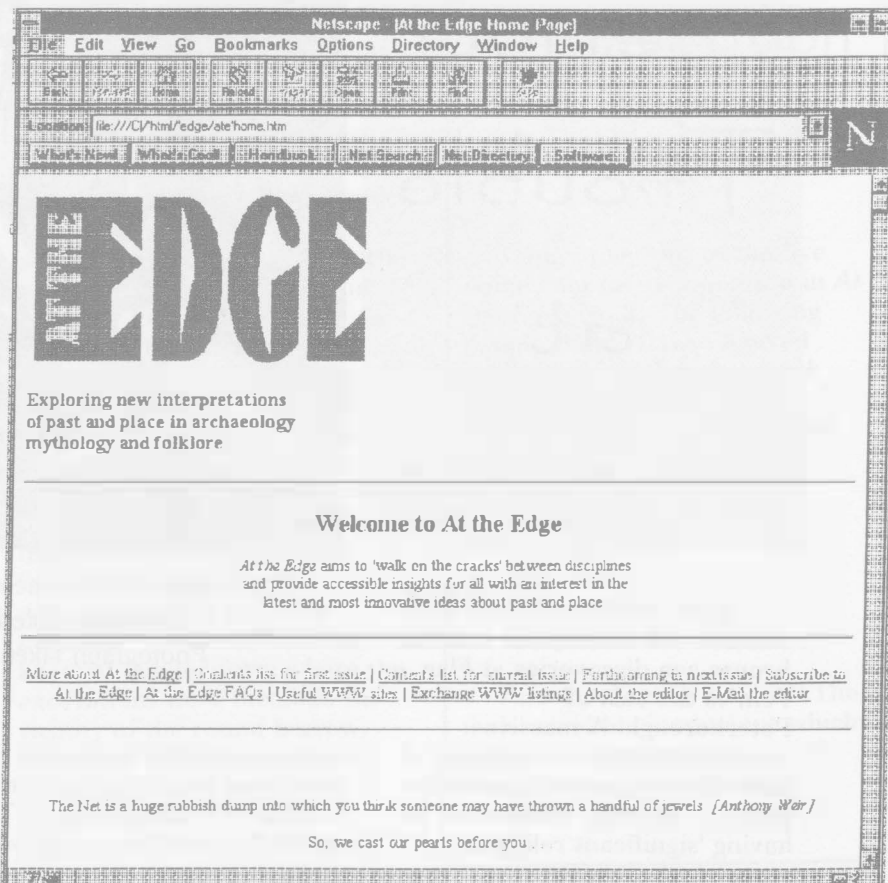 Netscape - [At the Edge Home Page]
File Edit View Go Bookmarks Options Directory Window Help
Back Forward Home Reload Open Print Find
Location: file:///C|/html/edge/ate'home.htm
N
What's New! What's Cool! Handbook Net Search Net Directory Software
AT THE EDGE
Exploring new interpretations
of past and place in archaeology
mythology and folklore
Welcome to At the Edge
At the Edge aims to 'walk on the cracks' between disciplines
and provide accessible insights for all with an interest in the
latest and most innovative ideas about past and place
More about At the Edge | Contents list for first issue | Contents list for current issue | Forthcoming in next issue | Subscribe to
At the Edge | At the Edge FAQs | Useful WWW sites | Exchange WWW listings | About the editor | E-Mail the editor
The Net is a huge rubbish dump into which you think someone may have thrown a handful of jewels [Anthony Weir]
So, we cast our pearls before you . .